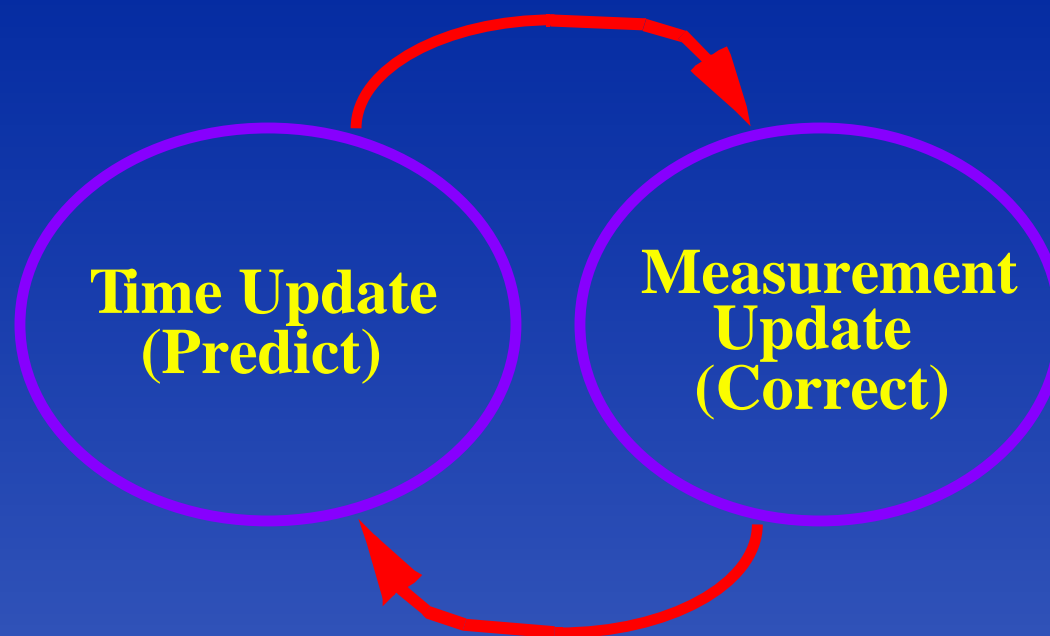 Time Update
(Predict)
Measurement
Update
(Correct)